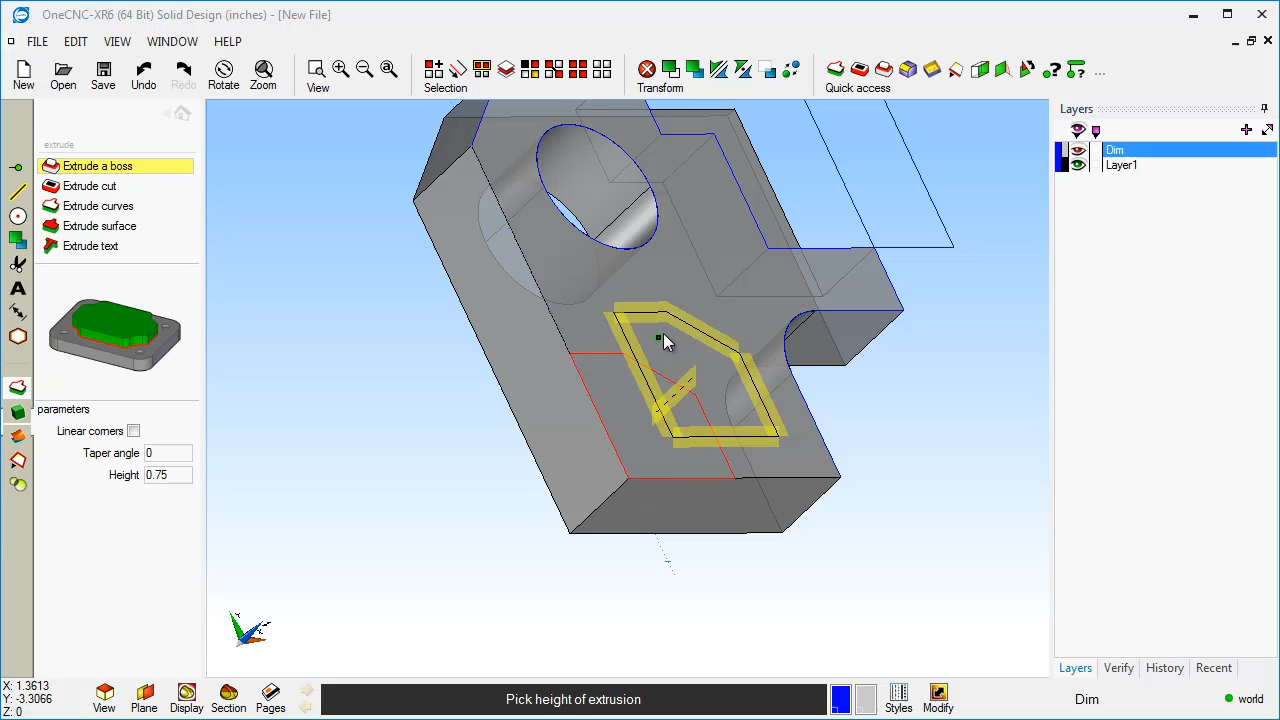 OneCNC-XR6 (64 Bit) Solid Design (inches) - [New File]
FILE EDIT VIEW WINDOW HELP
New Open Save Undo Redo Rotate Zoom View Selection Transform Quick access
extrude
Extrude a boss
Extrude cut
Extrude curves
Extrude surface
Extrude text
parameters
Linear corners
Taper angle 0
Height 0.75
Layers
Dim
Layer1
Layers Verify History Recent
X: 1.3613
Y: -3.3066
Z: 0
View Plane Display Section Pages
Pick height of extrusion
Styles Modify
Dim
world